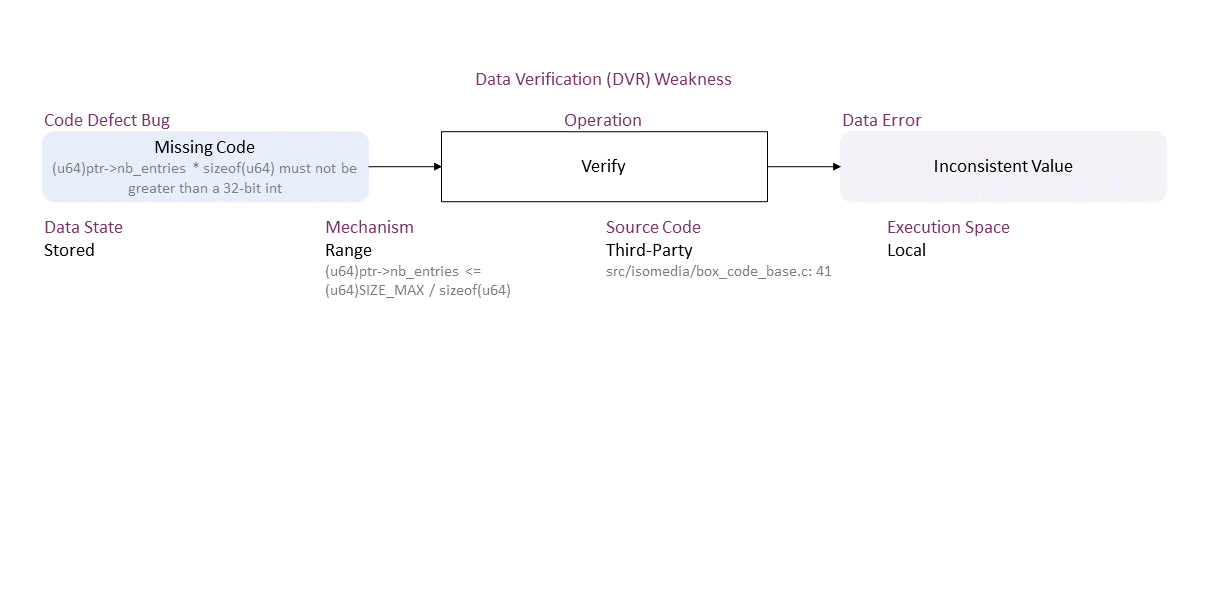 Data Verification (DVR) Weakness
Code Defect Bug
Operation
Data Error
Missing Code
(u64)ptr->nb_entries * sizeof(u64) must not be
greater than a 32-bit int
Verify
Inconsistent Value
Data State
Stored
Mechanism
Range
(u64)ptr->nb_entries <=
(u64)SIZE_MAX / sizeof(u64)
Source Code
Third-Party
src/isomedia/box_code_base.c: 41
Execution Space
Local